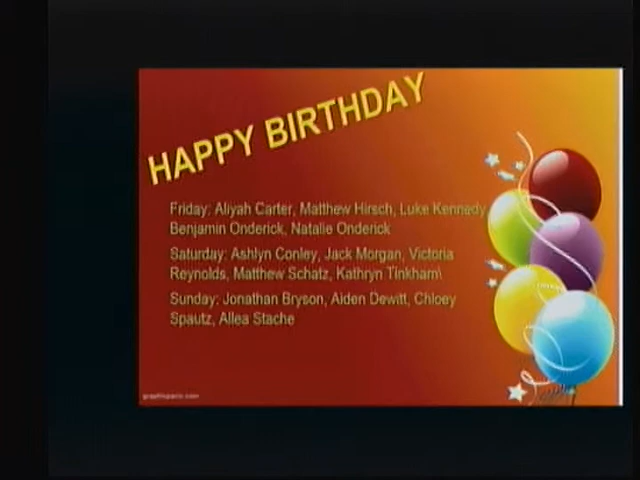 HAPPY BIRTHDAY
Friday: Aliyah Carter, Matthew Hirsch, Luke Kennedy,
Benjamin Onderick, Natalie Onderick
Saturday: Ashlyn Conley, Jack Morgan, Victoria
Reynolds, Matthew Schatz, Kathryn Tinkham\
Sunday: Jonathan Bryson, Aiden Dewitt, Chloey
Spautz, Allea Stache